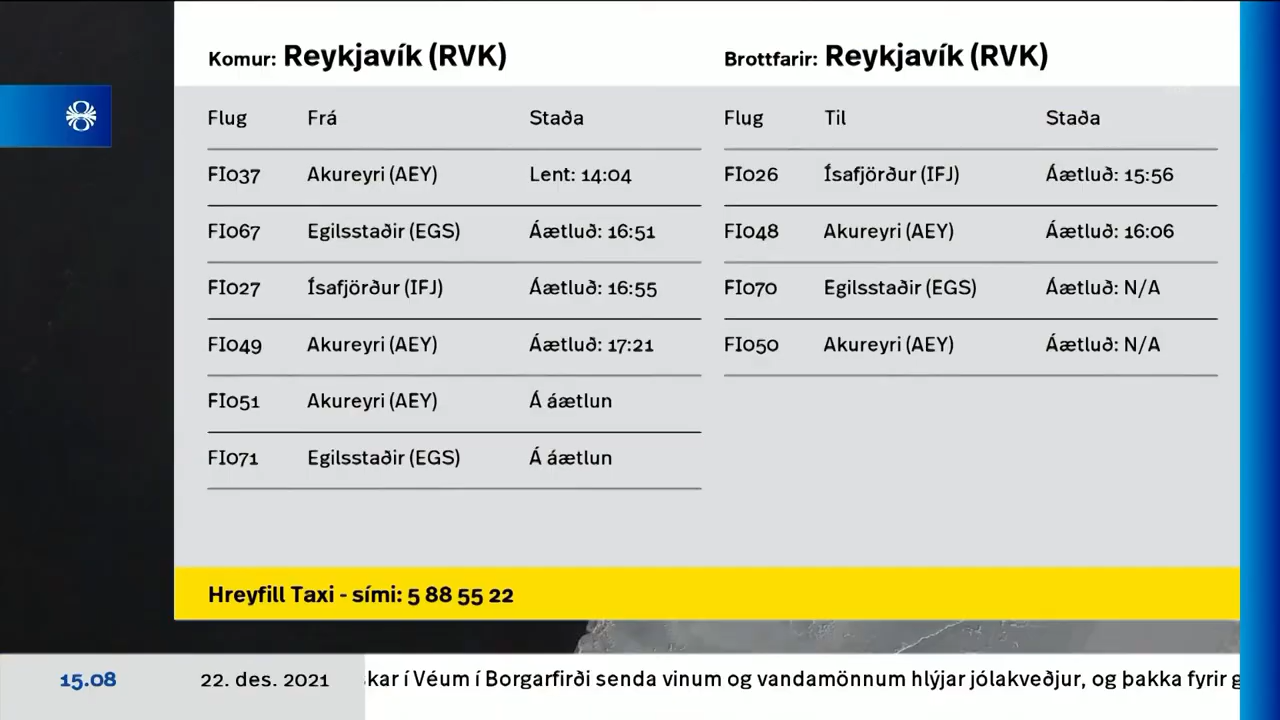 Komur: Reykjavík (RVK)
Flug Frá Staða
FI037 Akureyri (AEY) Lent: 14:04
FI067 Egilsstaðir (EGS) Áætluð: 16:51
FI027 Ísafjörður (IFJ) Áætluð: 16:55
FI049 Akureyri (AEY) Áætluð: 17:21
FI051 Akureyri (AEY) Á áætlun
FI071 Egilsstaðir (EGS) Á áætlun
Brottfarir: Reykjavík (RVK)
Flug Til Staða
FI026 Ísafjörður (IFJ) Áætluð: 15:56
FI048 Akureyri (AEY) Áætluð: 16:06
FI070 Egilsstaðir (EGS) Áætluð: N/A
FI050 Akureyri (AEY) Áætluð: N/A
Hreyfill Taxi - sími: 5 88 55 22
15.08 22. des. 2021 kar í Véum í Borgarfirði senda vinum og vandamönnum hlýjar jólakveðjur, og þakka fyrir